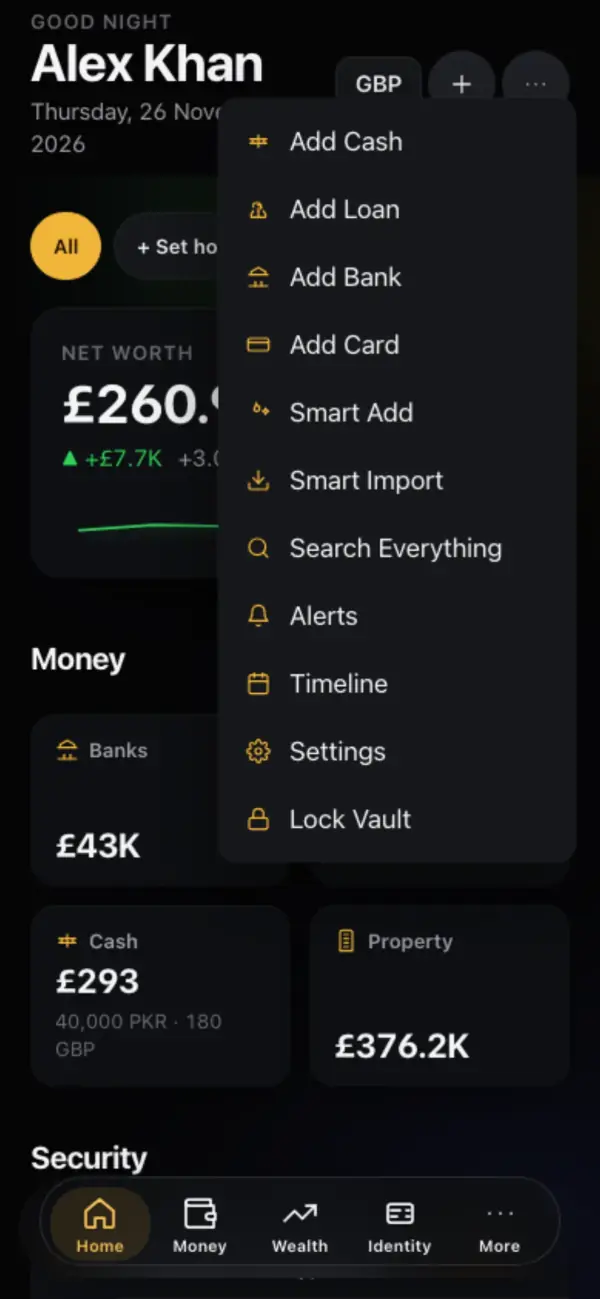 GOOD NIGHT
Alex Khan
Thursday, 26 Nove
2026
GBP
+
All
+ Set ho
NET WORTH
£260.
▲ +£7.7K +3.0
Add Cash
Add Loan
Add Bank
Add Card
Smart Add
Smart Import
Search Everything
Alerts
Timeline
Settings
Lock Vault
Money
Banks
£43K
Cash
£293
40,000 PKR · 180
GBP
Property
£376.2K
Security
Home
Money
Wealth
Identity
More